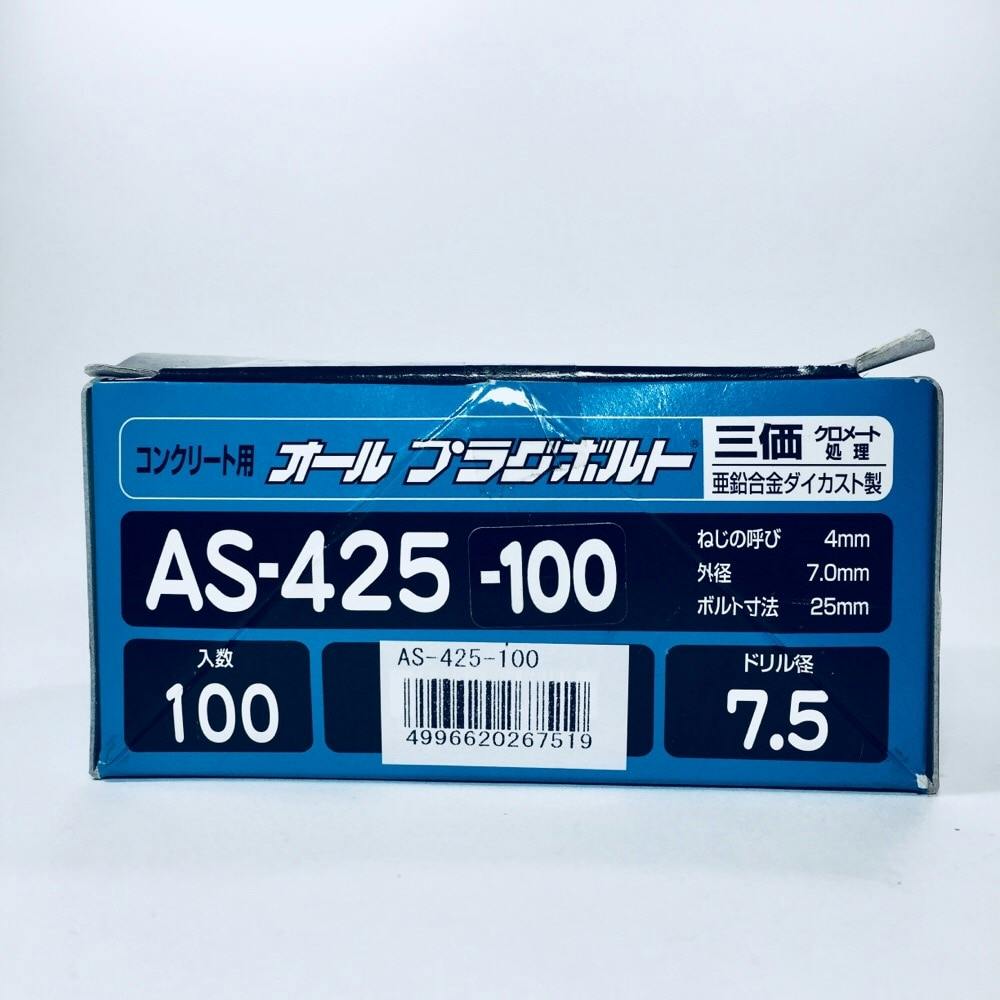 コンクリート用 オール プラグボルト® 三価 クロメート処理
亜鉛合金ダイカスト製
AS-425 -100
ねじの呼び 4mm
外径 7.0mm
ボルト寸法 25mm
入数
100
AS-425-100
4996620267519
ドリル径
7.5